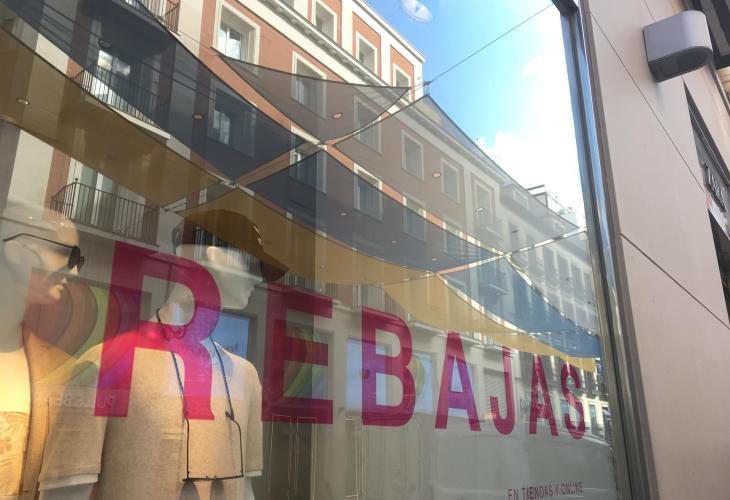 REBAJAS
EN TIENDAS Y ONLINE